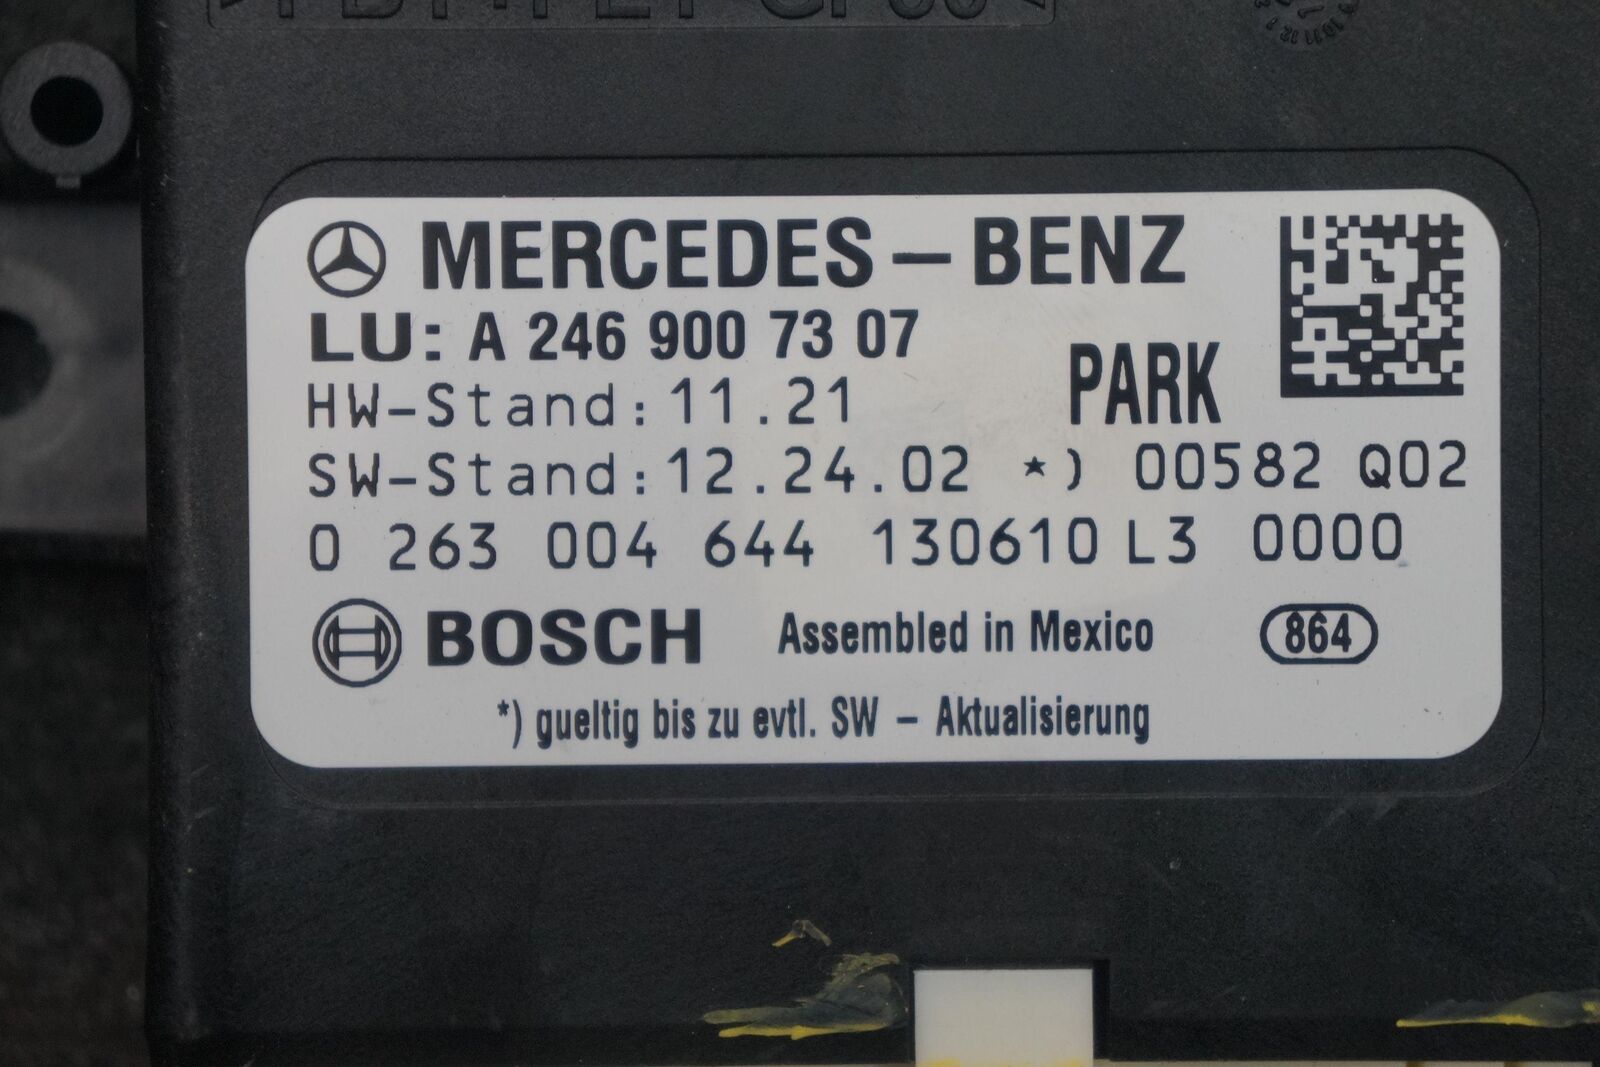 MERCEDES-BENZ
LU: A 246 900 73 07
PARK
HW-Stand: 11.21
SW-Stand: 12.24.02 *) 00582 Q02
0 263 004 644 130610 L3 0000
BOSCH Assembled in Mexico 864
*) gueltig bis zu evtl. SW - Aktualisierung